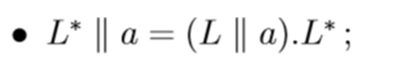 • L* ∥ a = (L ∥ a).L* ;